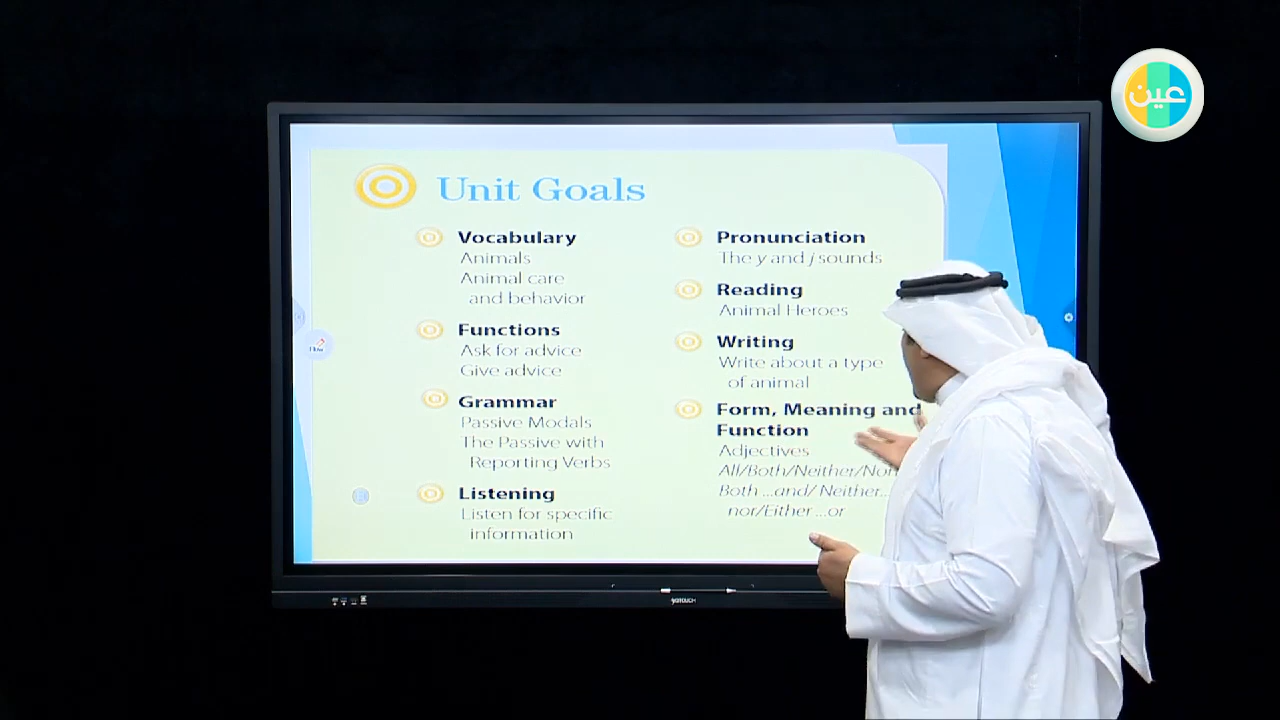 عين
Unit Goals
Vocabulary
Animals
Animal care
and behavior
Functions
Ask for advice
Give advice
Grammar
Passive Modals
The Passive with
Reporting Verbs
Listening
Listen for specific
information
Pronunciation
The y and j sounds
Reading
Animal Heroes
Writing
Write about a type
of animal
Form, Meaning and
Function
Adjectives
All/Both/Neither/Non
Both ...and/ Neither...
nor/Either ...or